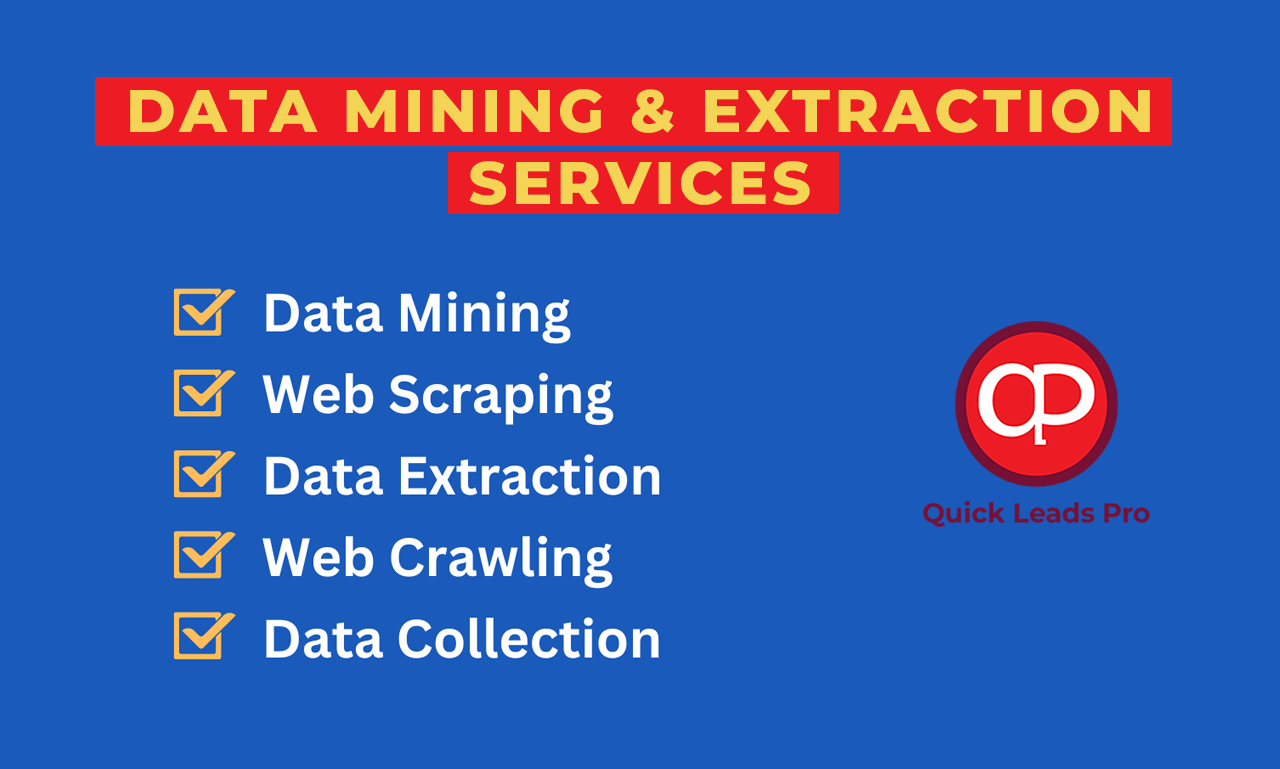 DATA MINING & EXTRACTION
SERVICES
Data Mining
Web Scraping
Data Extraction
Web Crawling
Data Collection
QP
Quick Leads Pro